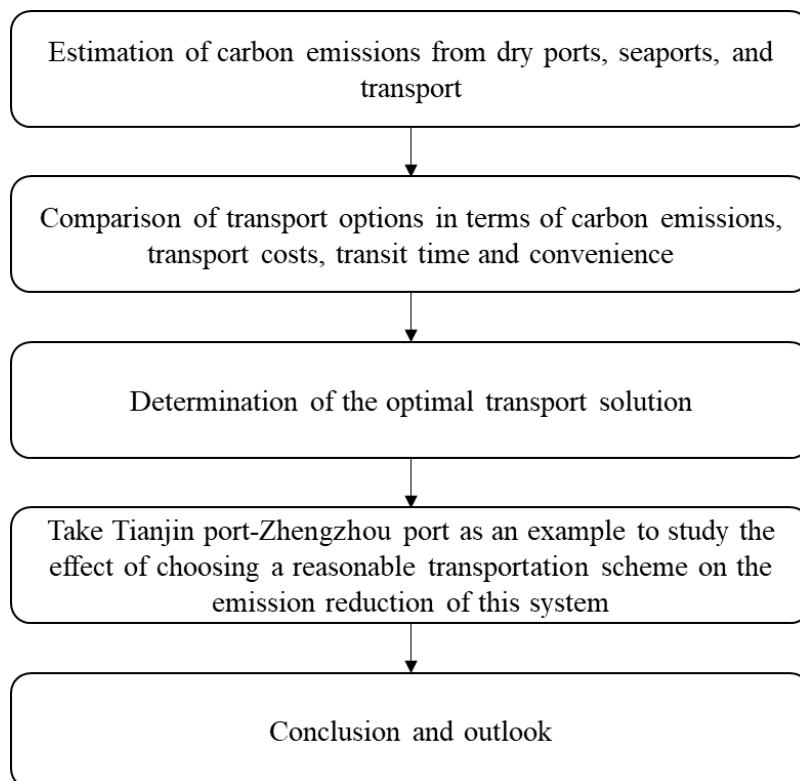 Estimation of carbon emissions from dry ports, seaports, and
transport
Comparison of transport options in terms of carbon emissions,
transport costs, transit time and convenience
Determination of the optimal transport solution
Take Tianjin port-Zhengzhou port as an example to study the
effect of choosing a reasonable transportation scheme on the
emission reduction of this system
Conclusion and outlook